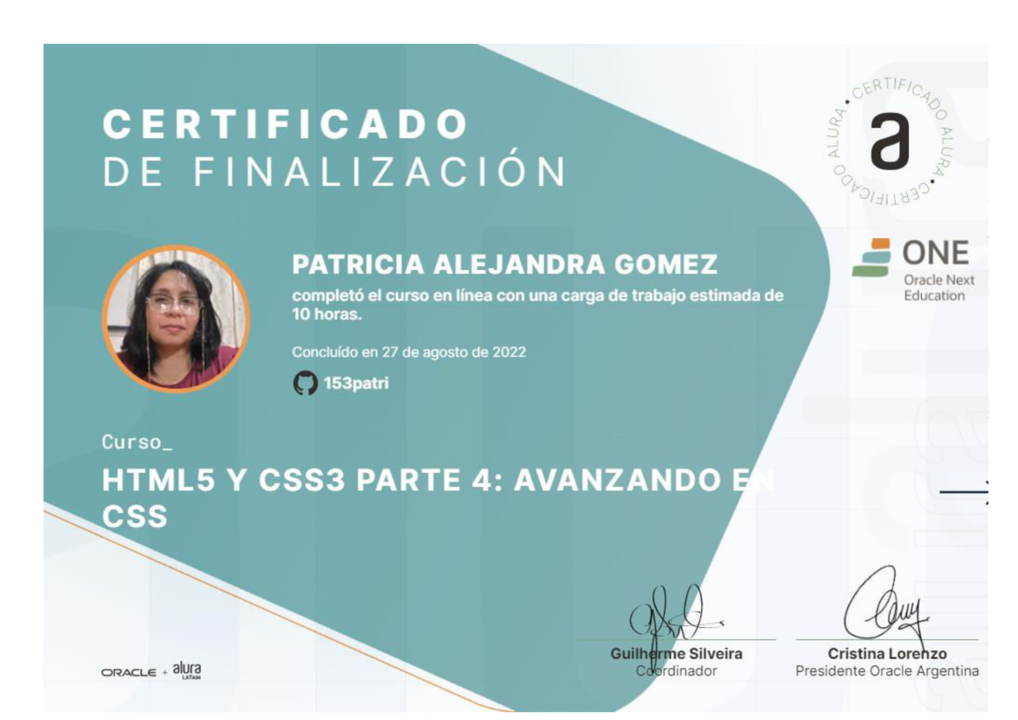 CERTIFICADO
DE FINALIZACIÓN
CERTIFICADO ALURA • CERTIFICADO ALURA •
a
ONE
Oracle Next
Education
PATRICIA ALEJANDRA GOMEZ
completó el curso en línea con una carga de trabajo estimada de
10 horas.
Concluído en 27 de agosto de 2022
153patri
Curso_
HTML5 Y CSS3 PARTE 4: AVANZANDO EN
CSS
Guilherme Silveira
Coordinador
Cristina Lorenzo
Presidente Oracle Argentina
ORACLE + alura
LATAM